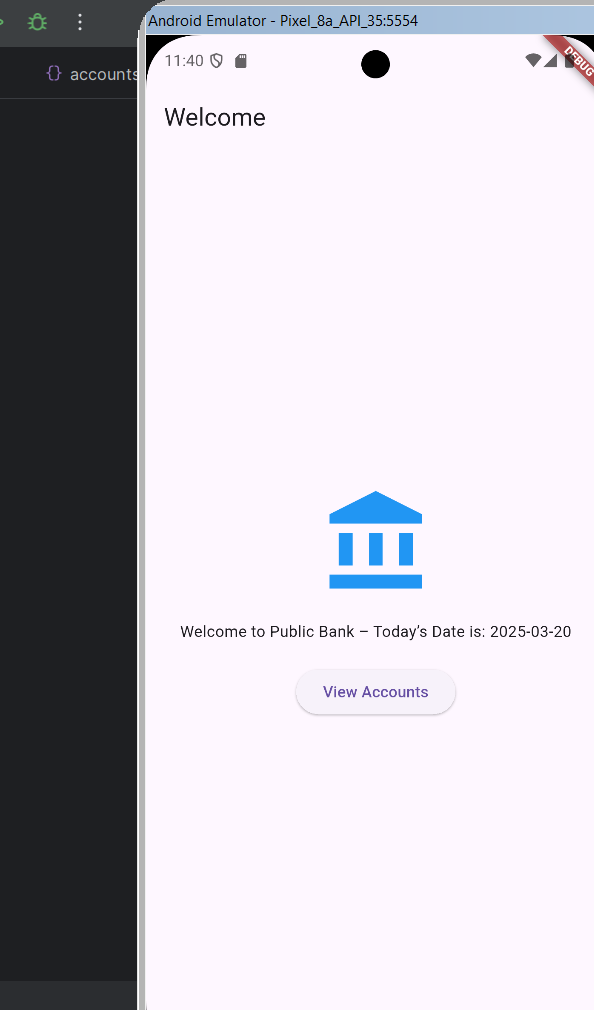 Android Emulator - Pixel_8a_API_35:5554
{} accounts
11:40
DEBUG
Welcome
Welcome to Public Bank – Today’s Date is: 2025-03-20
View Accounts